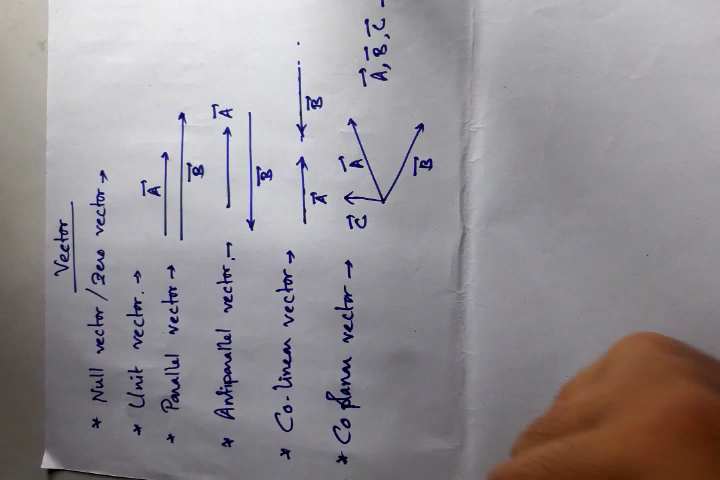 Vector
* Null vector/Zero vector →
* Unit vector. →
* Parallel vector →
A
B
* Antiparallel vector. →
A
B
* Co-linear vector →
A
B
* Coplanar vector →
C
A
B
A, B, C -